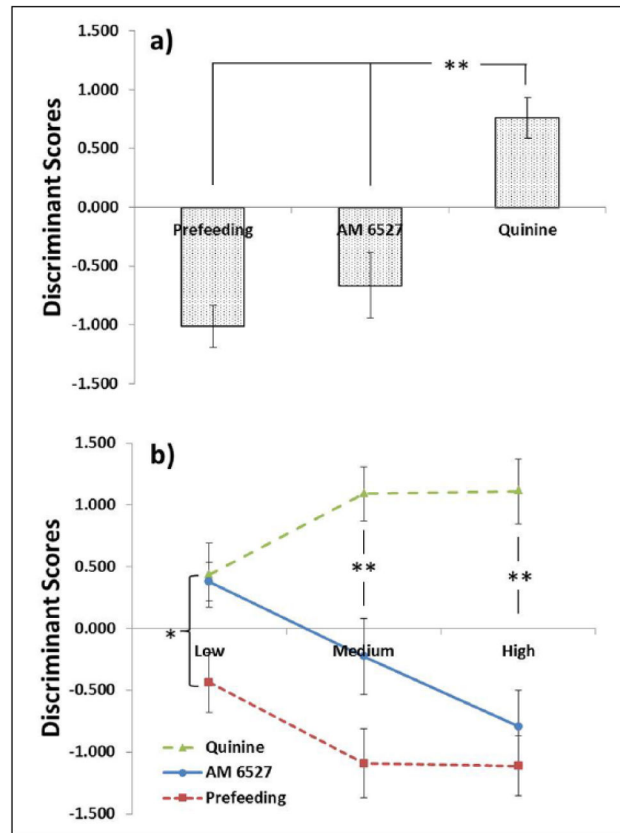 a)
Discriminant Scores
1.500
1.000
0.500
0.000
-0.500
-1.000
-1.500
**
Prefeeding AM 6527 Quinine
b)
Discriminant Scores
1.500
1.000
0.500
0.000
-0.500
-1.000
-1.500
**
**
*
Low Medium High
Quinine
AM 6527
Prefeeding